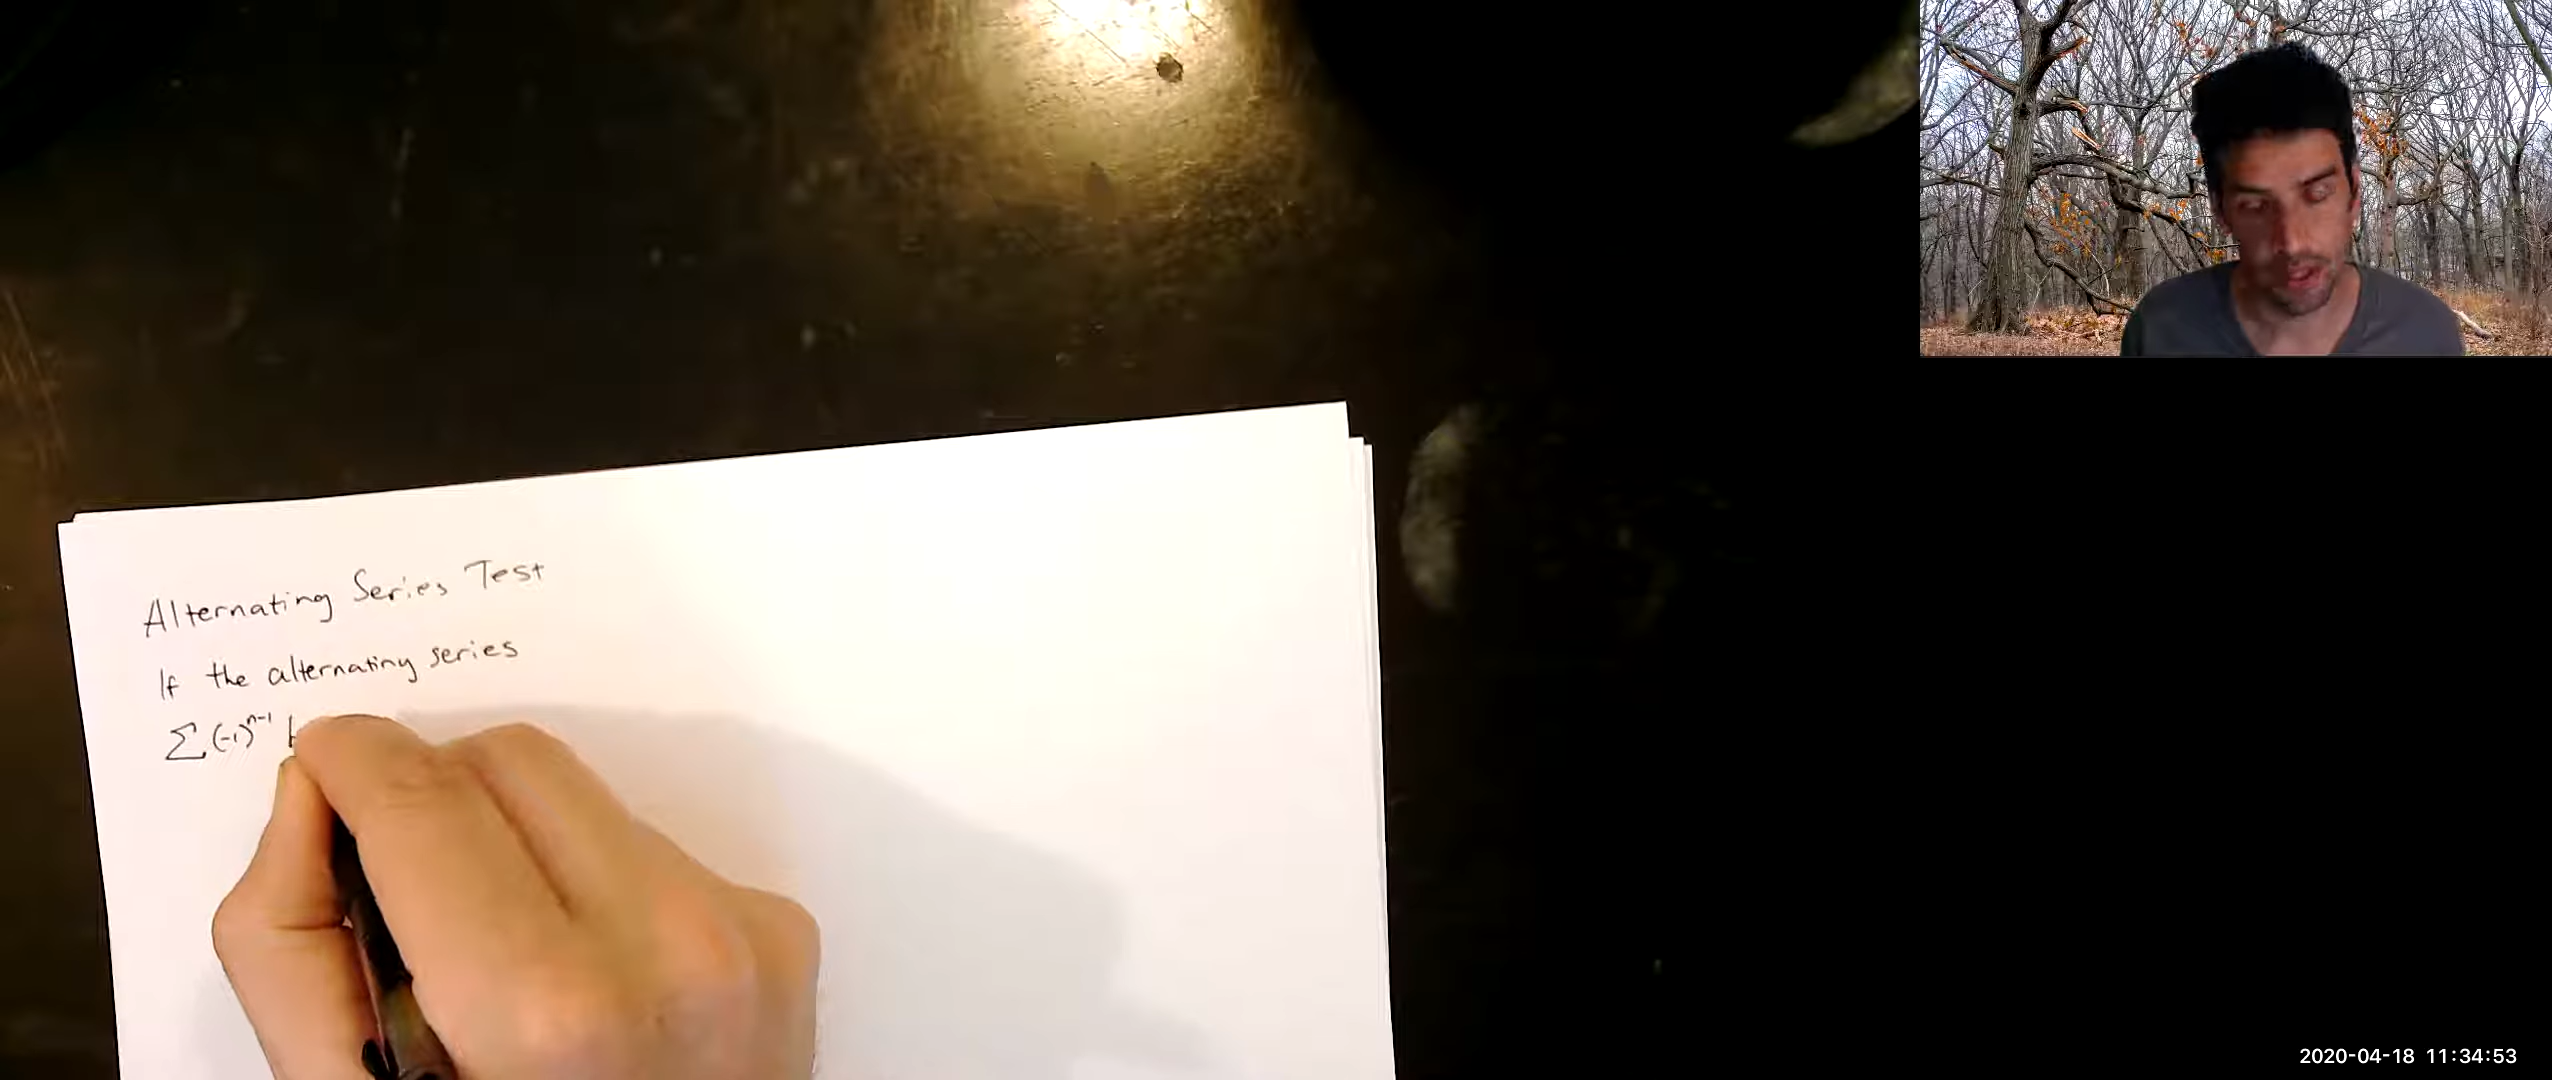 Alternating Series Test
If the alternating series
∑ (-1)ⁿ⁻¹
2020-04-18 11:34:53